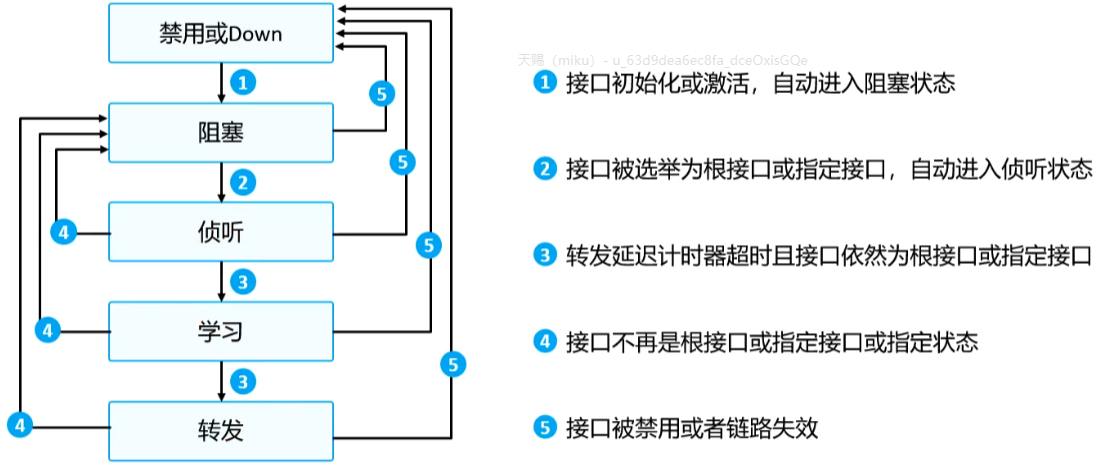 禁用或Down
天赐（miku）- u_63d9dea6ec8fa_dceOxisGQe
1 接口初始化或激活，自动进入阻塞状态
1
5
阻塞
2
5
2 接口被选举为根接口或指定接口，自动进入侦听状态
侦听
4
5
3
3 转发延迟计时器超时且接口依然为根接口或指定接口
学习
4
4 接口不再是根接口或指定接口或指定状态
3
5
转发
4
5 接口被禁用或者链路失效